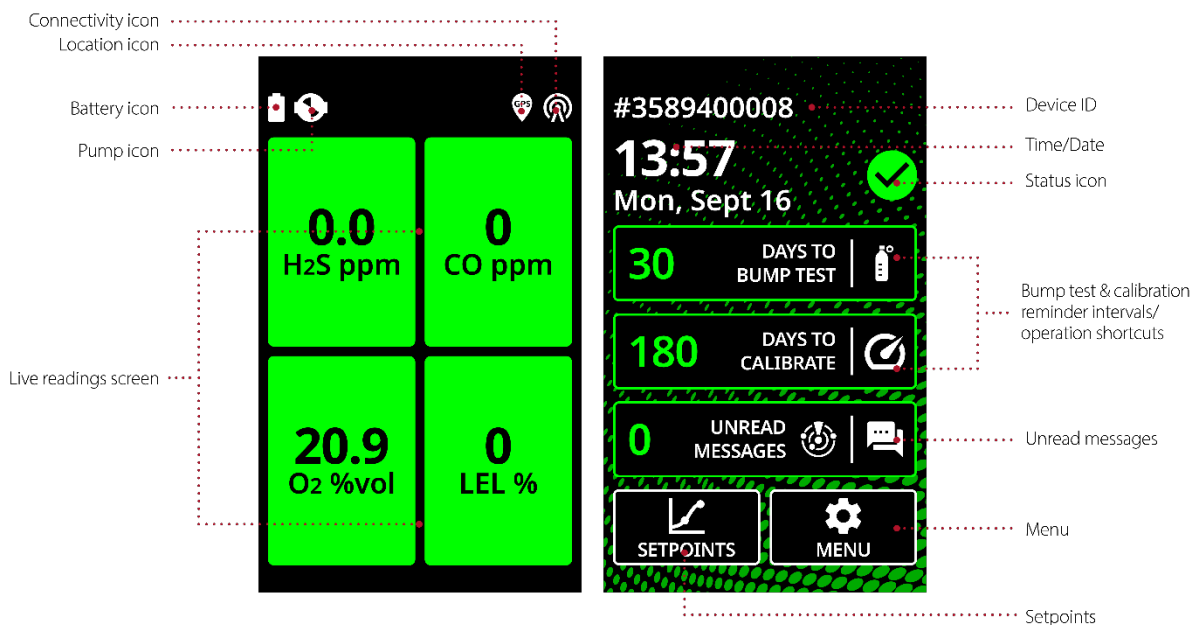 Connectivity icon
Location icon
Battery icon
Pump icon
Live readings screen
GPS
0.0
H2S ppm
0
CO ppm
20.9
O2 %vol
0
LEL %
#3589400008
13:57
Mon, Sept 16
30
DAYS TO
BUMP TEST
180
DAYS TO
CALIBRATE
0
UNREAD
MESSAGES
SETPOINTS
MENU
Device ID
Time/Date
Status icon
Bump test & calibration
reminder intervals/
operation shortcuts
Unread messages
Menu
Setpoints